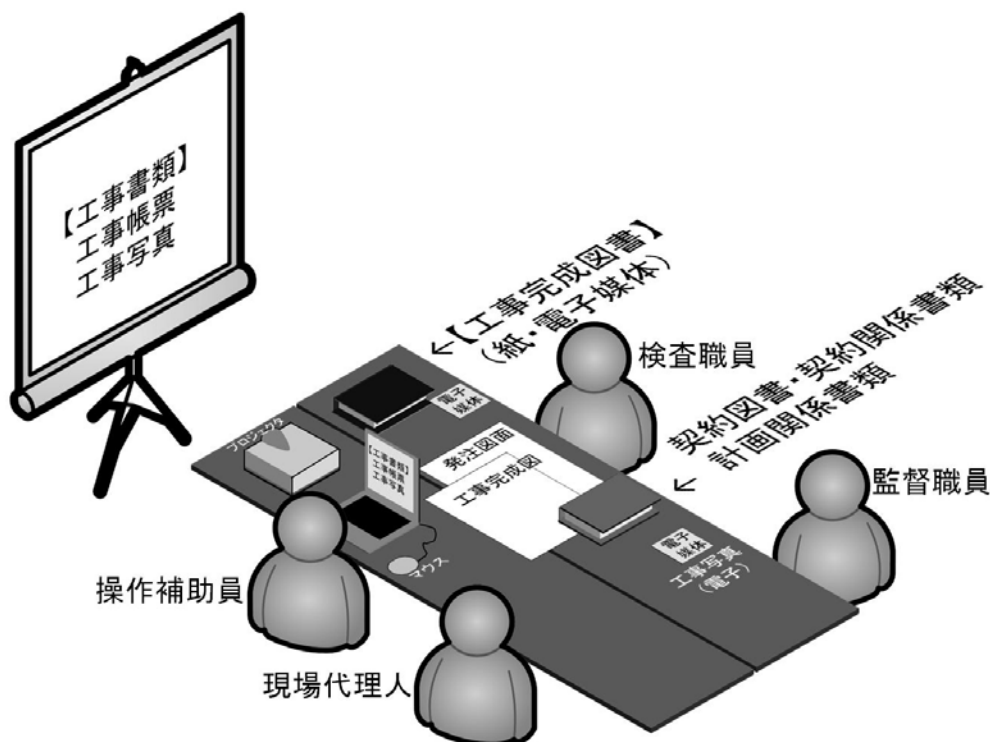 【工事書類】
工事帳票
工事写真
←【工事完成図書】
(紙・電子媒体)
検査職員
契約図書・契約関係書類
計画関係書類
←
監督職員
電子
媒体
プロジェクタ
【工事書類】
工事帳票
工事写真
発注図面
工事完成図
電子
媒体
工事写真
(電子)
マウス
操作補助員
現場代理人